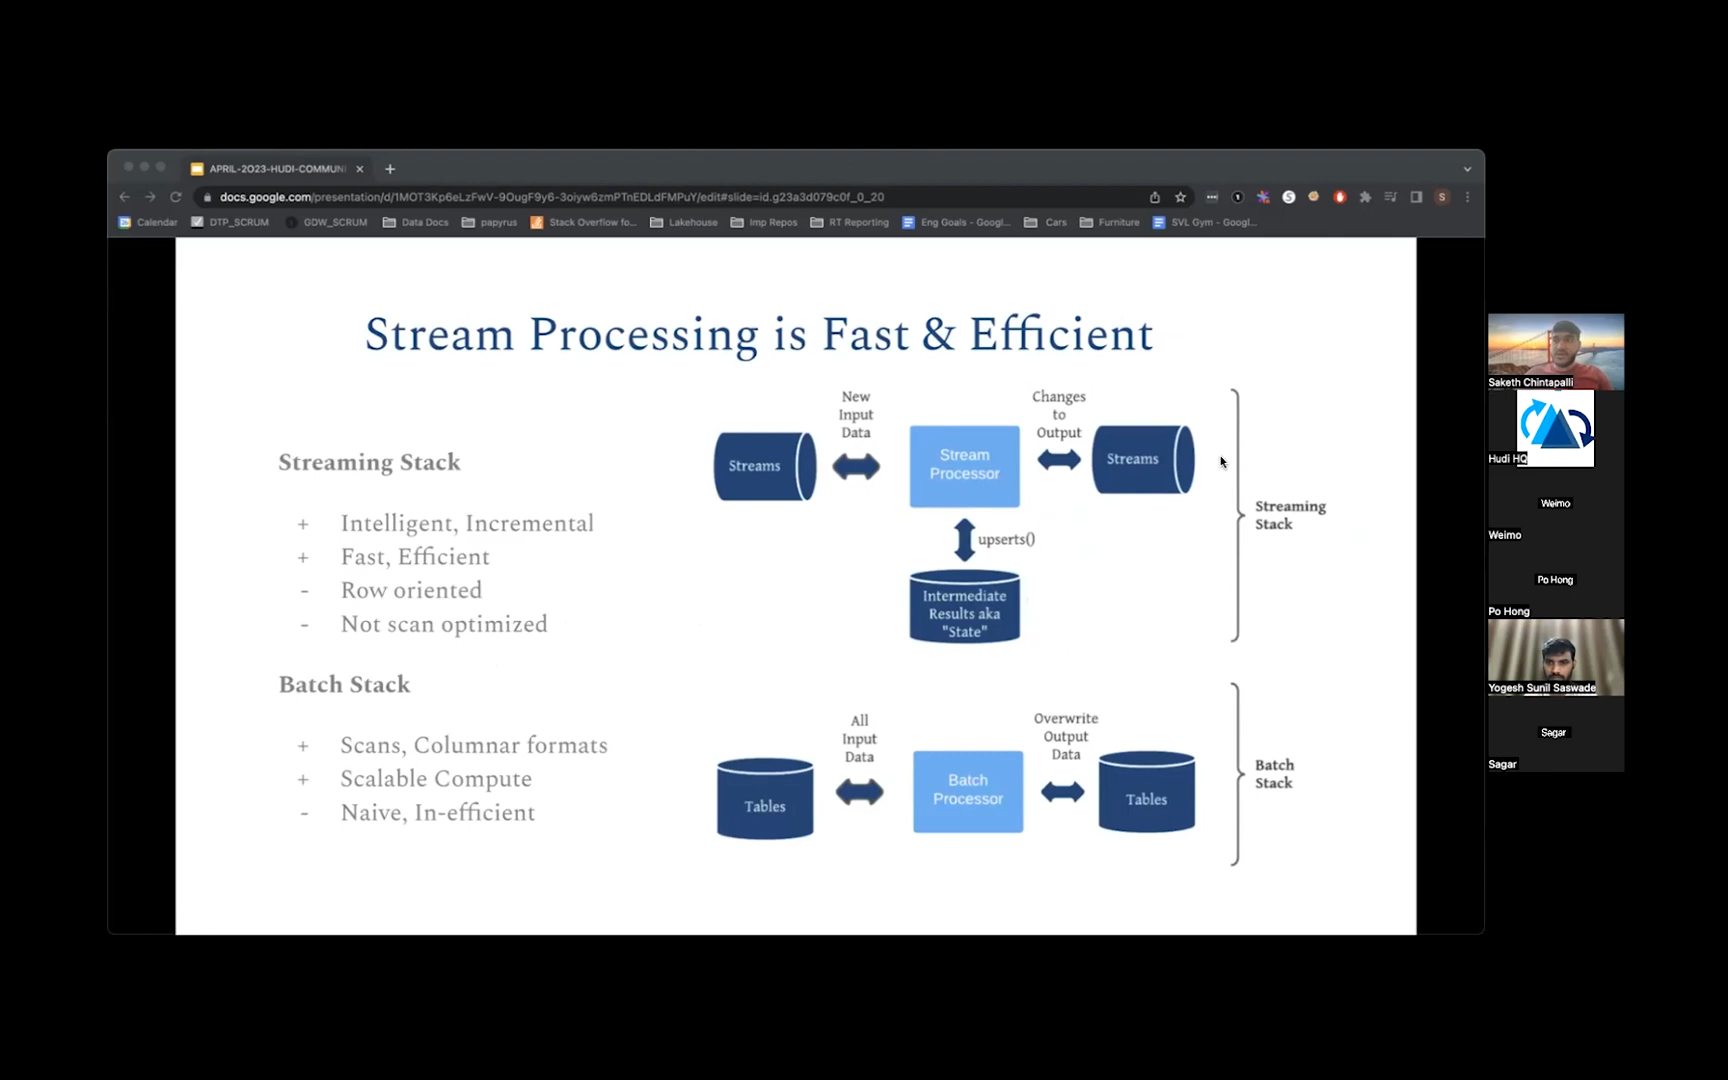 APRIL-2023-HUDI-COMMUNI
docs.google.com/presentation/d/1MOT3Kp6eLzFwV-9OugF9y6-3oiyw6zmPTnEDLdFMPuY/edit#slide=id.g23a3d079c0f_0_20
Calendar DTP_SCRUM GDW_SCRUM Data Docs papyrus Stack Overflow fo... Lakehouse Imp Repos RT Reporting Eng Goals - Googl... Cars Furniture SVL Gym - Googl...
Stream Processing is Fast & Efficient
Streaming Stack
+ Intelligent, Incremental
+ Fast, Efficient
- Row oriented
- Not scan optimized
Batch Stack
+ Scans, Columnar formats
+ Scalable Compute
- Naive, In-efficient
New
Input
Data
Changes
to
Output
Streams
Stream
Processor
Streams
upserts()
Intermediate
Results aka
"State"
Streaming
Stack
All
Input
Data
Overwrite
Output
Data
Tables
Batch
Processor
Tables
Batch
Stack
Saketh Chintapalli
Hudi HQ
Weimo
Weimo
Po Hong
Po Hong
Yogesh Sunil Saswade
Sagar
Sagar